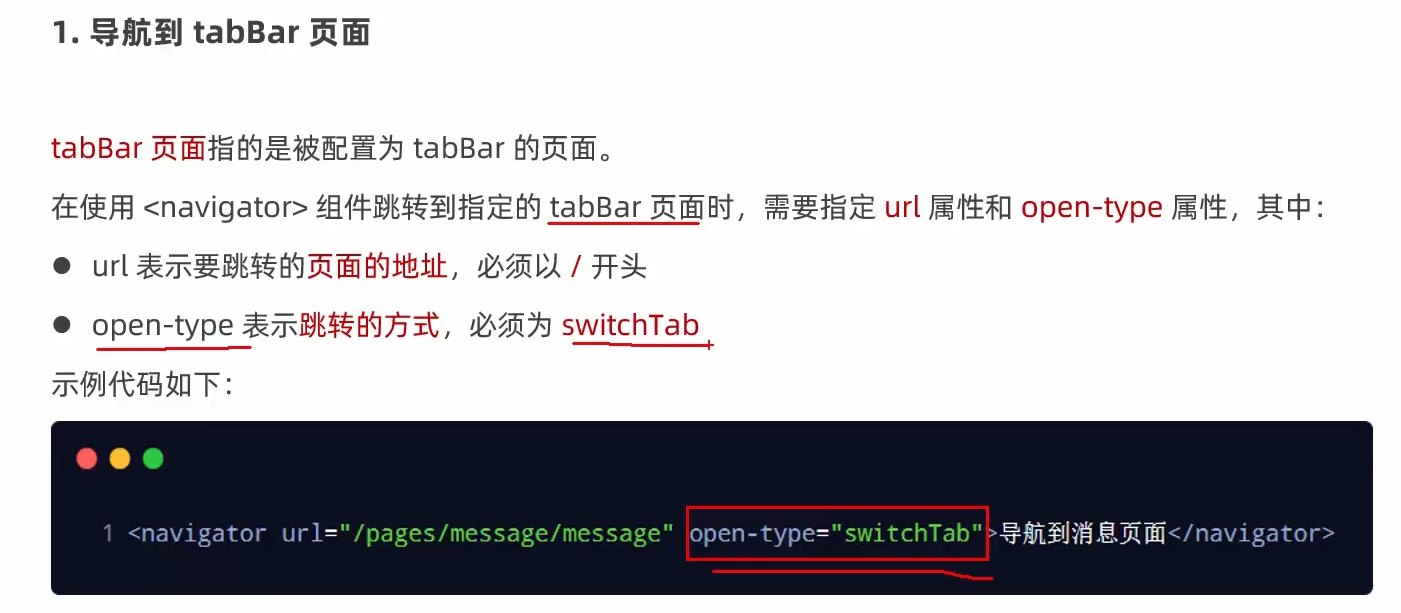 1. 导航到 tabBar 页面
tabBar 页面指的是被配置为 tabBar 的页面。
在使用 <navigator> 组件跳转到指定的 tabBar 页面时，需要指定 url 属性和 open-type 属性，其中：
● url 表示要跳转的页面的地址，必须以 / 开头
● open-type 表示跳转的方式，必须为 switchTab
示例代码如下：
1 <navigator url="/pages/message/message" open-type="switchTab">导航到消息页面</navigator>